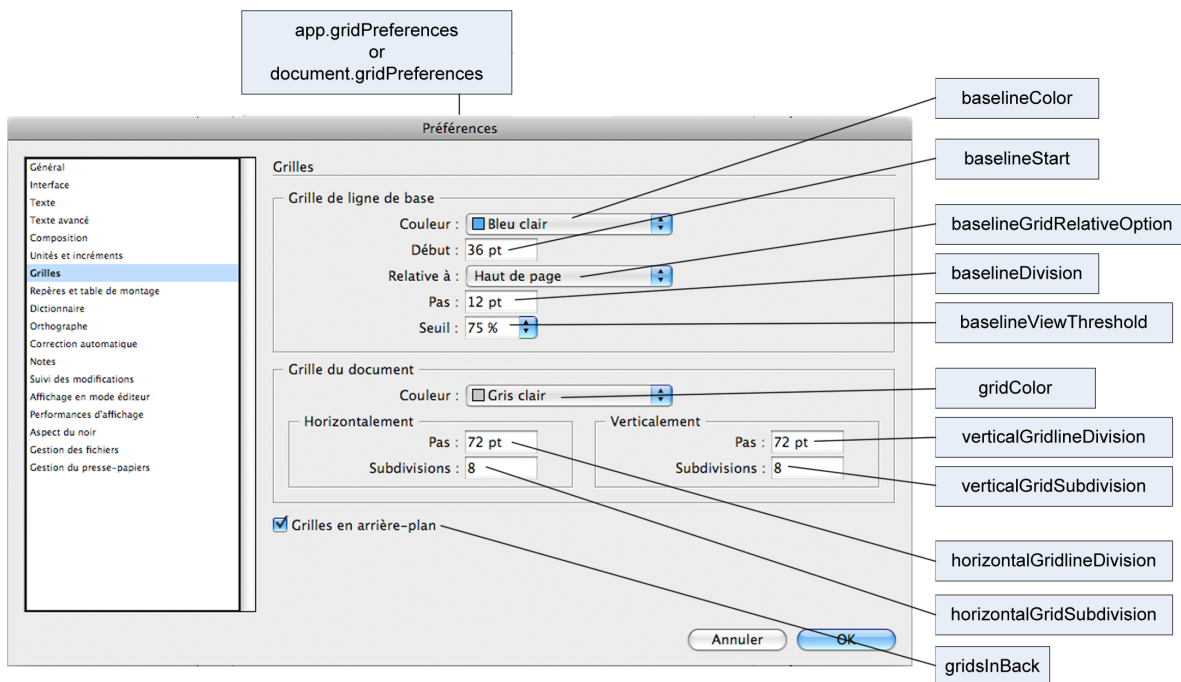 app.gridPreferences
or
document.gridPreferences
Préférences
Général
Interface
Texte
Texte avancé
Composition
Unités et incréments
Grilles
Repères et table de montage
Dictionnaire
Orthographe
Correction automatique
Notes
Suivi des modifications
Affichage en mode éditeur
Performances d'affichage
Aspect du noir
Gestion des fichiers
Gestion du presse-papiers
Grilles
Grille de ligne de base
Couleur : Bleu clair
Début : 36 pt
Relative à : Haut de page
Pas : 12 pt
Seuil : 75 %
Grille du document
Couleur : Gris clair
Horizontalement
Pas : 72 pt
Subdivisions : 8
Verticalement
Pas : 72 pt
Subdivisions : 8
Grilles en arrière-plan
Annuler
OK
baselineColor
baselineStart
baselineGridRelativeOption
baselineDivision
baselineViewThreshold
gridColor
verticalGridlineDivision
verticalGridSubdivision
horizontalGridlineDivision
horizontalGridSubdivision
gridsInBack